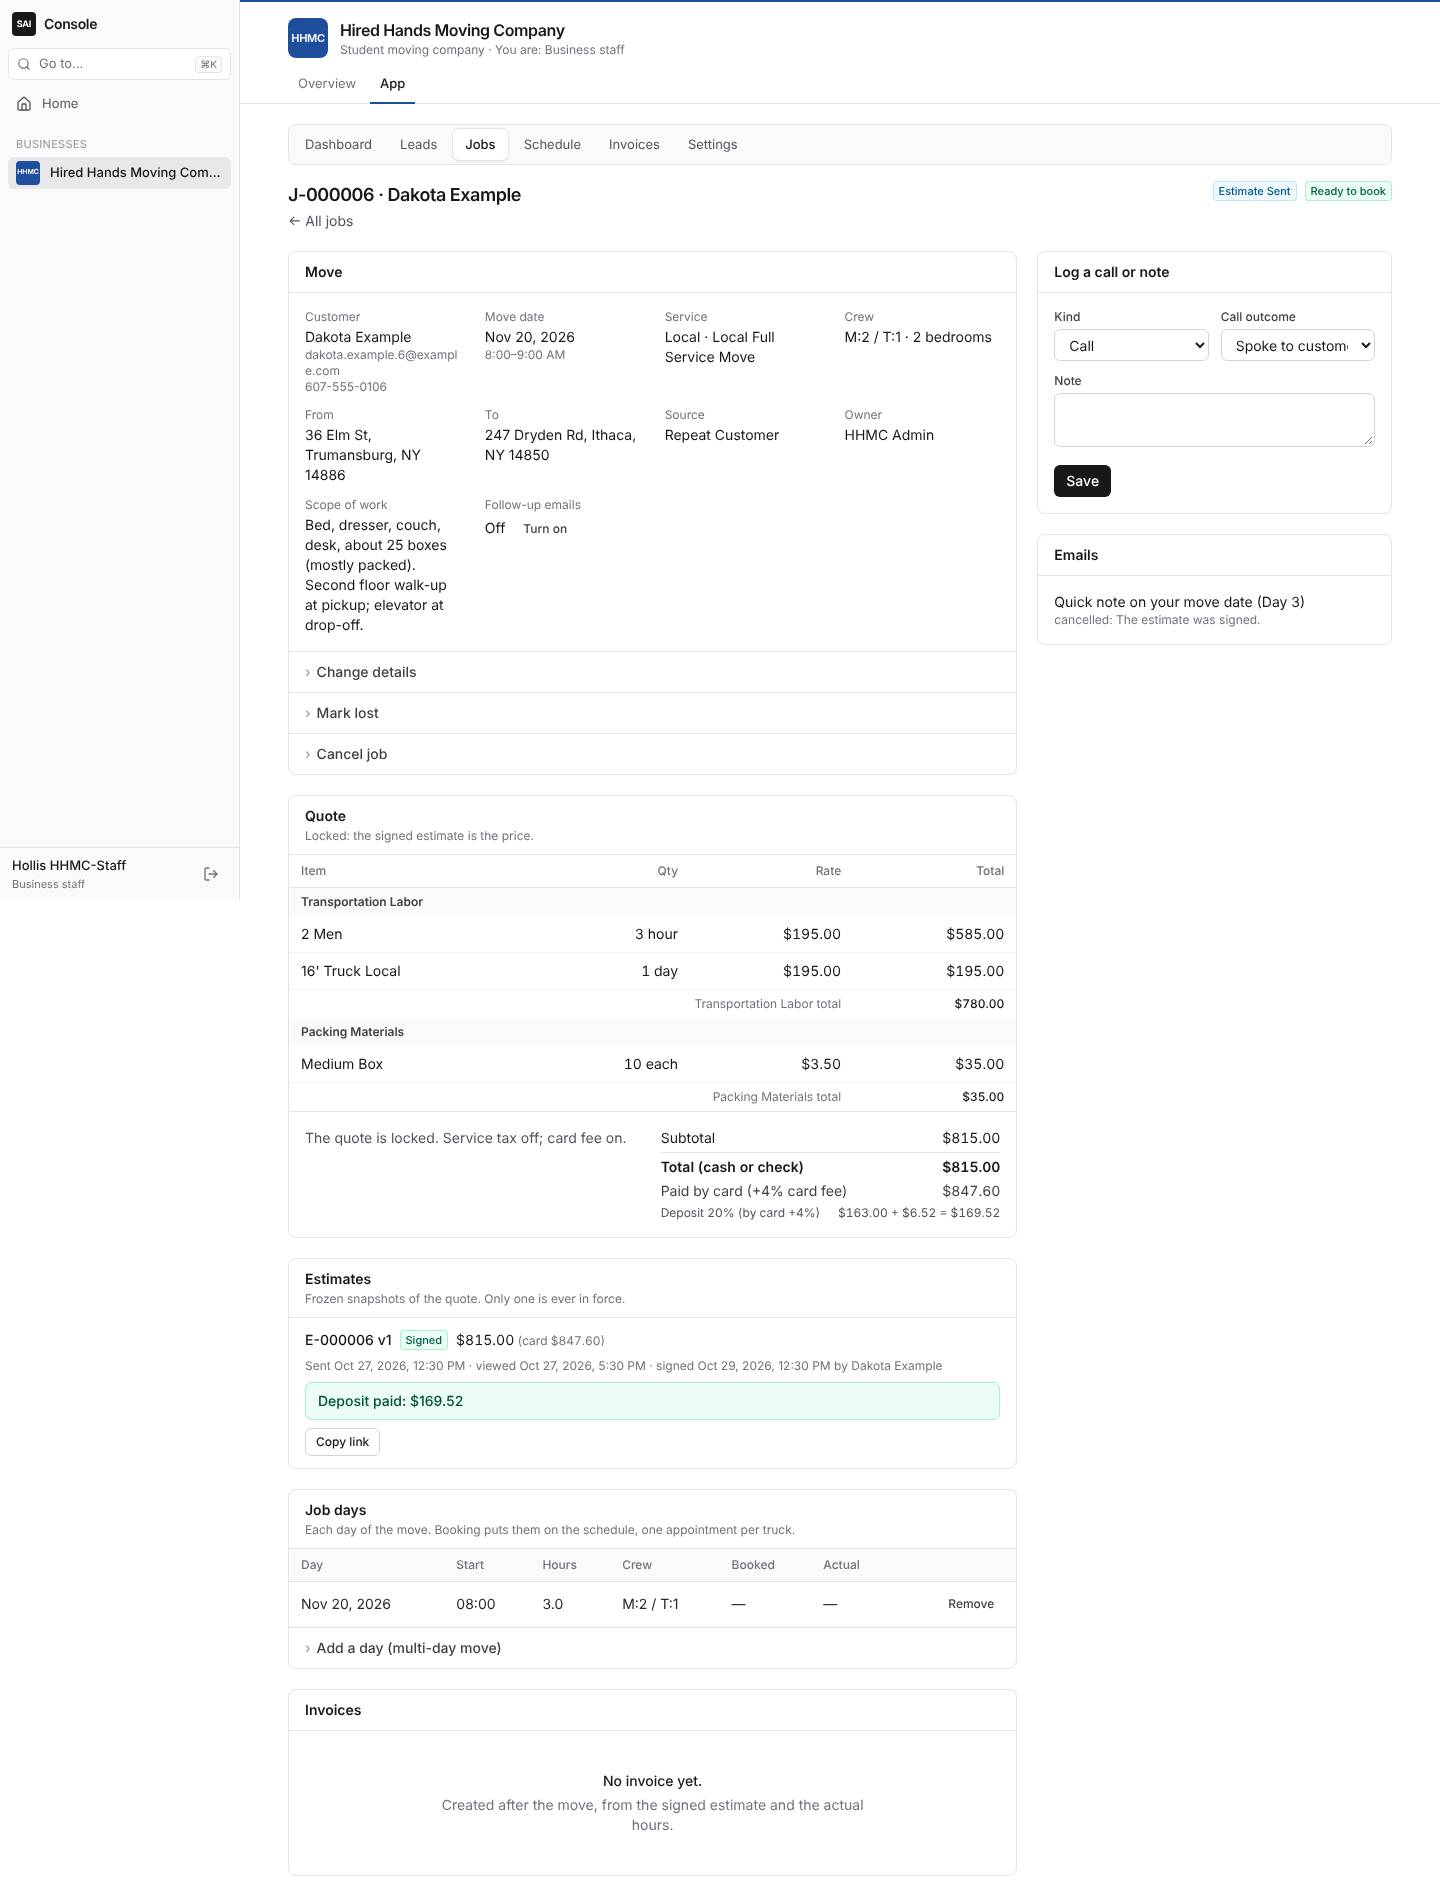 SAI Console
Go to... ⌘K
Home
BUSINESSES
HHMC Hired Hands Moving Com...
Hollis HHMC-Staff
Business staff
HHMC
Hired Hands Moving Company
Student moving company · You are: Business staff
Overview App
Dashboard Leads Jobs Schedule Invoices Settings
J-000006 · Dakota Example
Estimate Sent Ready to book
← All jobs
Move
Customer
Dakota Example
dakota.example.6@exampl
e.com
607-555-0106
Move date
Nov 20, 2026
8:00–9:00 AM
Service
Local · Local Full
Service Move
Crew
M:2 / T:1 · 2 bedrooms
From
36 Elm St,
Trumansburg, NY
14886
To
247 Dryden Rd, Ithaca,
NY 14850
Source
Repeat Customer
Owner
HHMC Admin
Scope of work
Bed, dresser, couch,
desk, about 25 boxes
(mostly packed).
Second floor walk-up
at pickup; elevator at
drop-off.
Follow-up emails
Off Turn on
› Change details
› Mark lost
› Cancel job
Quote
Locked: the signed estimate is the price.
Item Qty Rate Total
Transportation Labor
2 Men 3 hour $195.00 $585.00
16' Truck Local 1 day $195.00 $195.00
Transportation Labor total $780.00
Packing Materials
Medium Box 10 each $3.50 $35.00
Packing Materials total $35.00
The quote is locked. Service tax off; card fee on.
Subtotal $815.00
Total (cash or check) $815.00
Paid by card (+4% card fee) $847.60
Deposit 20% (by card +4%) $163.00 + $6.52 = $169.52
Estimates
Frozen snapshots of the quote. Only one is ever in force.
E-000006 v1 Signed $815.00 (card $847.60)
Sent Oct 27, 2026, 12:30 PM · viewed Oct 27, 2026, 5:30 PM · signed Oct 29, 2026, 12:30 PM by Dakota Example
Deposit paid: $169.52
Copy link
Job days
Each day of the move. Booking puts them on the schedule, one appointment per truck.
Day Start Hours Crew Booked Actual
Nov 20, 2026 08:00 3.0 M:2 / T:1 — — Remove
› Add a day (multi-day move)
Invoices
No invoice yet.
Created after the move, from the signed estimate and the actual
hours.
Log a call or note
Kind
Call
Call outcome
Spoke to custom
Note
Save
Emails
Quick note on your move date (Day 3)
cancelled: The estimate was signed.